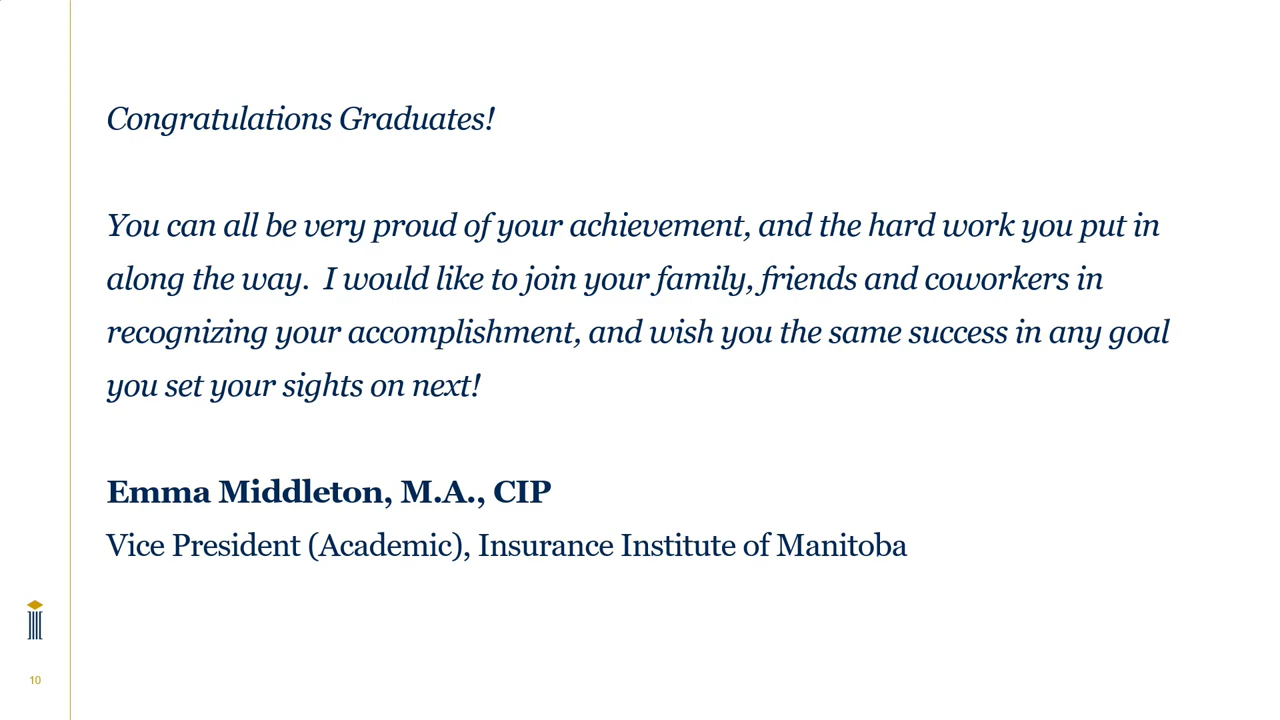 Congratulations Graduates!
You can all be very proud of your achievement, and the hard work you put in
along the way.  I would like to join your family, friends and coworkers in
recognizing your accomplishment, and wish you the same success in any goal
you set your sights on next!
Emma Middleton, M.A., CIP
Vice President (Academic), Insurance Institute of Manitoba
10